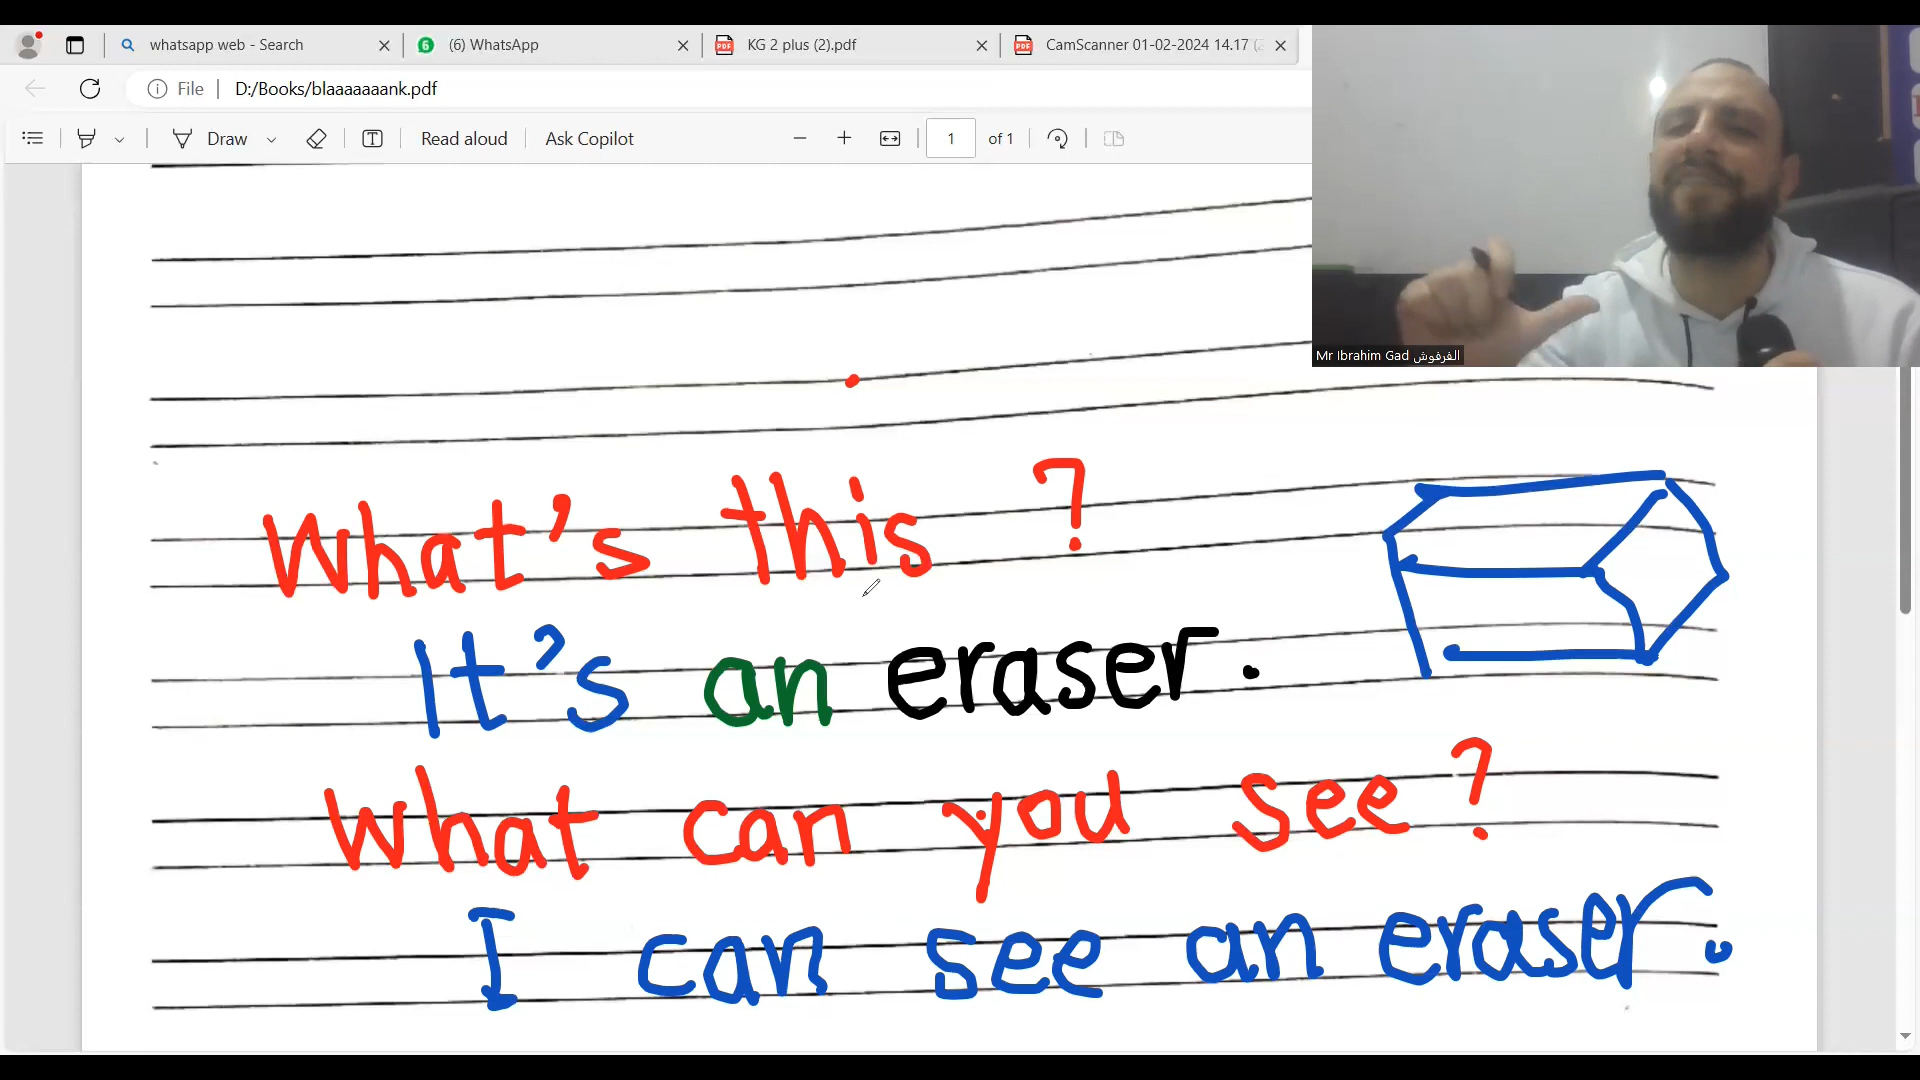 whatsapp web - Search
(6) WhatsApp
KG 2 plus (2).pdf
CamScanner 01-02-2024 14.17
File D:/Books/blaaaaaaank.pdf
Draw Read aloud Ask Copilot 1 of 1
Mr Ibrahim Gad الفرفوش
What's this ?
It's an eraser.
What can you see?
I can see an eraser.